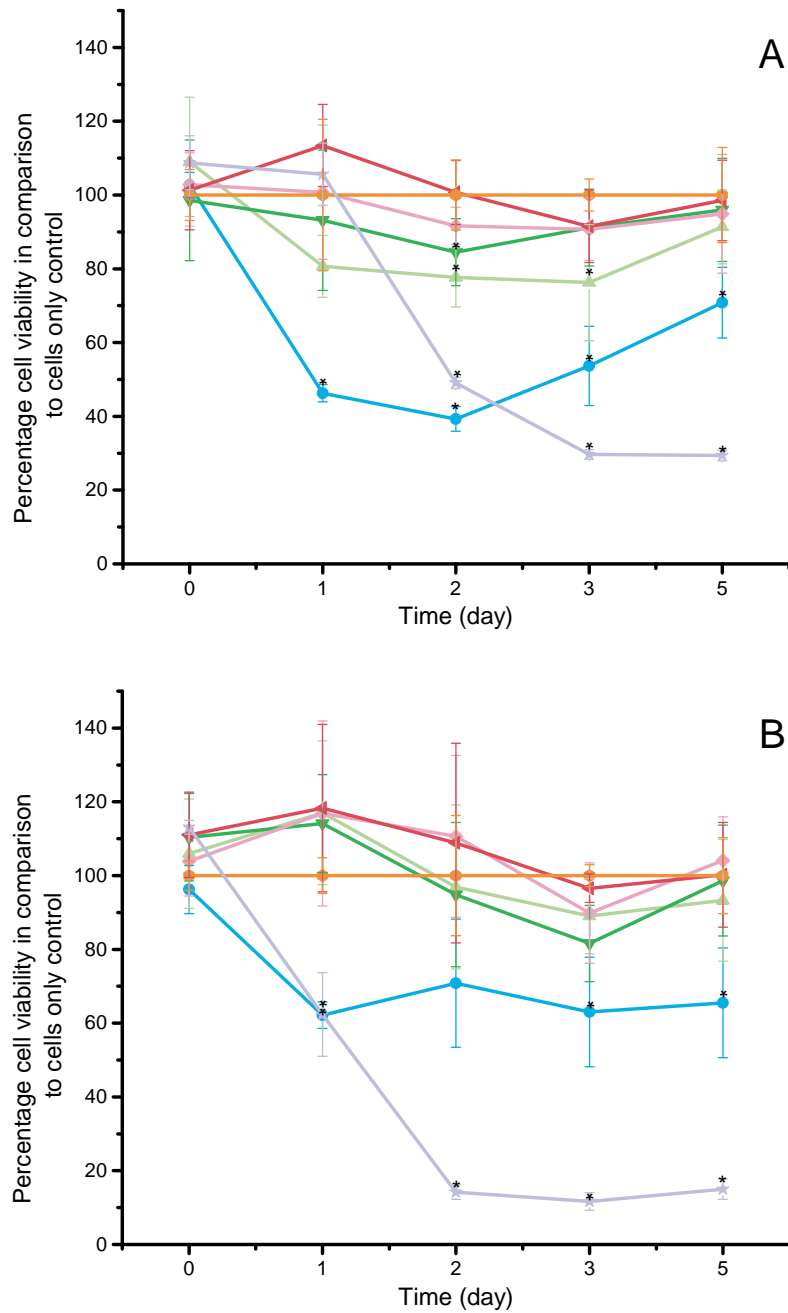 A
140
120
100
80
60
40
20
0
Percentage cell viability in comparison
to cells only control
* * * * * * * * * *
0 1 2 3 5
Time (day)
B
140
120
100
80
60
40
20
0
Percentage cell viability in comparison
to cells only control
* * * * * * * *
0 1 2 3 5
Time (day)